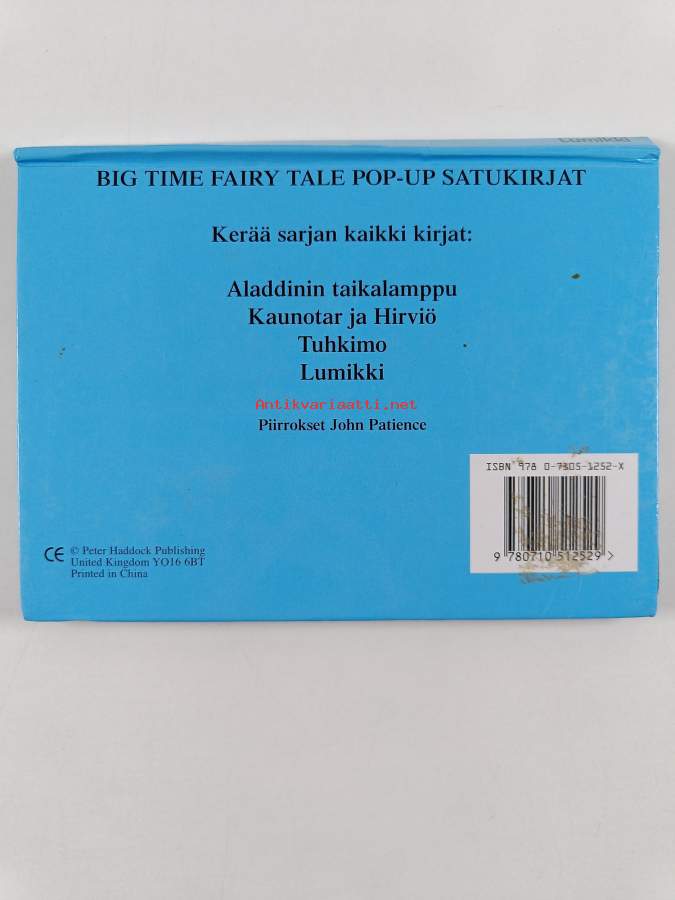 Lumikki
BIG TIME FAIRY TALE POP-UP SATUKIRJAT
Kerää sarjan kaikki kirjat:
Aladdinin taikalamppu
Kaunotar ja Hirviö
Tuhkimo
Lumikki
Antikvariaatti.net
Piirrokset John Patience
ISBN 978 0-7105-1252-X
9 780710 512529 >
CE © Peter Haddock Publishing
United Kingdom YO16 6BT
Printed in China